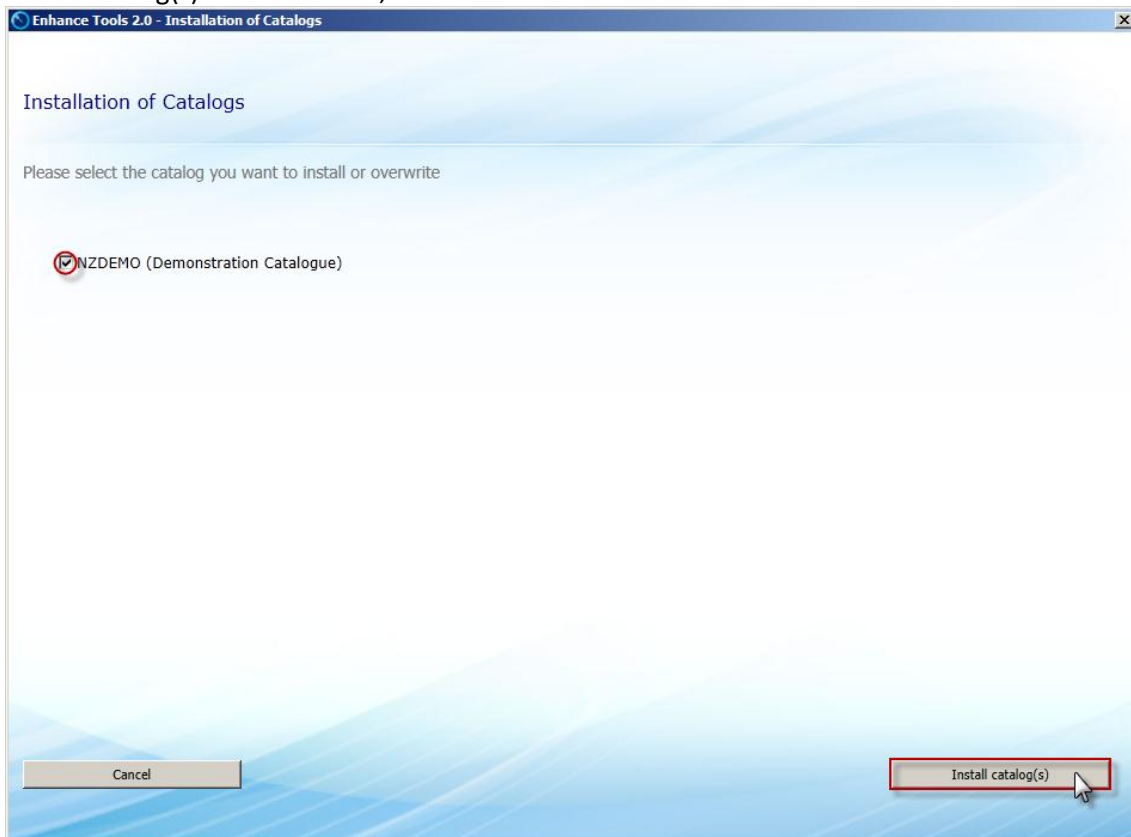 Enhance Tools 2.0 - Installation of Catalogs
Installation of Catalogs
Please select the catalog you want to install or overwrite
NZDEMO (Demonstration Catalogue)
Cancel
Install catalog(s)